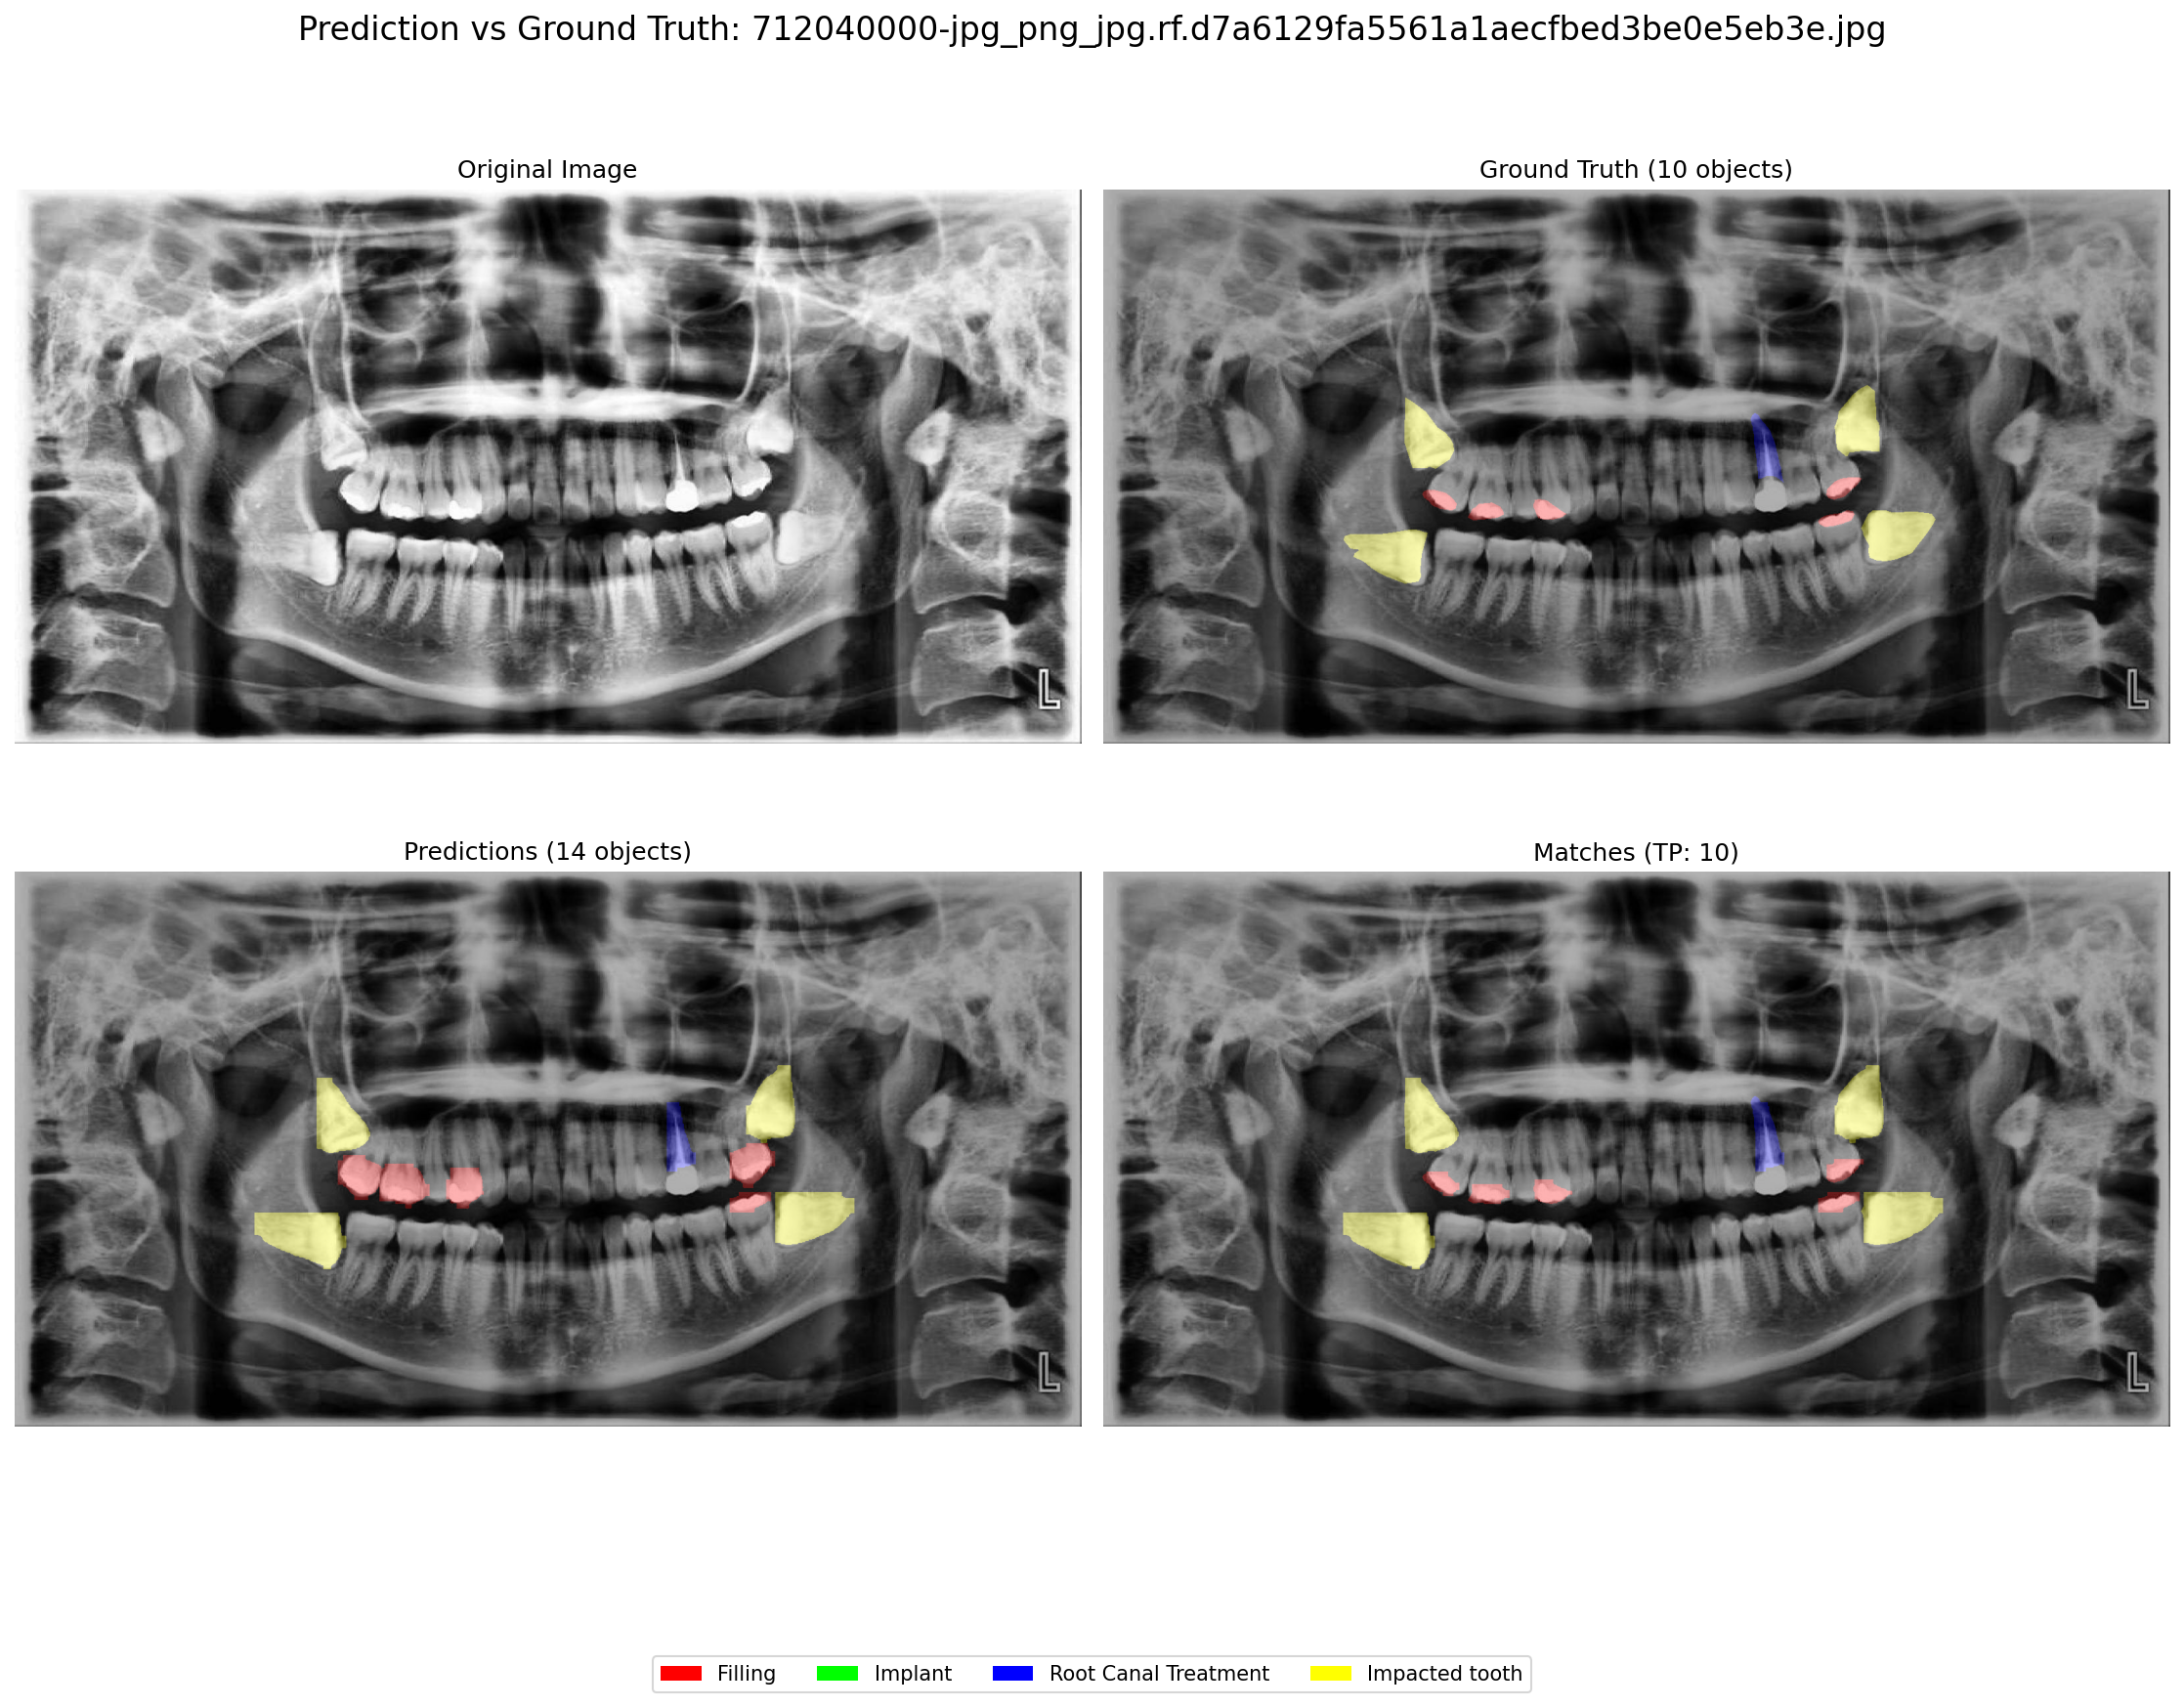 Prediction vs Ground Truth: 712040000-jpg_png_jpg.rf.d7a6129fa5561a1aecfbed3be0e5eb3e.jpg
Original Image
Ground Truth (10 objects)
L
L
Predictions (14 objects)
Matches (TP: 10)
L
L
Filling
Implant
Root Canal Treatment
Impacted tooth